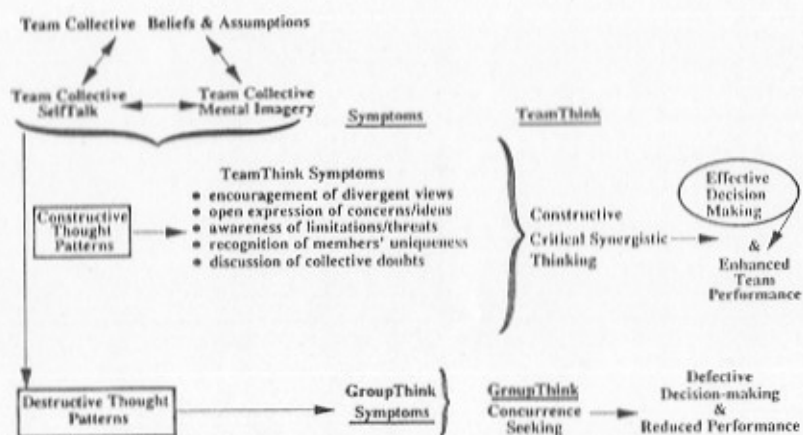 Team Collective Beliefs & Assumptions
Team Collective
SelfTalk
Team Collective
Mental Imagery
Symptoms
TeamThink
TeamThink Symptoms
• encouragement of divergent views
• open expression of concerns/ideas
• awareness of limitations/threats
• recognition of members' uniqueness
• discussion of collective doubts
Constructive
Thought
Patterns
Constructive
Critical Synergistic
Thinking
Effective
Decision
Making
&
Enhanced
Team
Performance
Destructive Thought
Patterns
GroupThink
Symptoms
GroupThink
Concurrence
Seeking
Defective
Decision-making
&
Reduced Performance